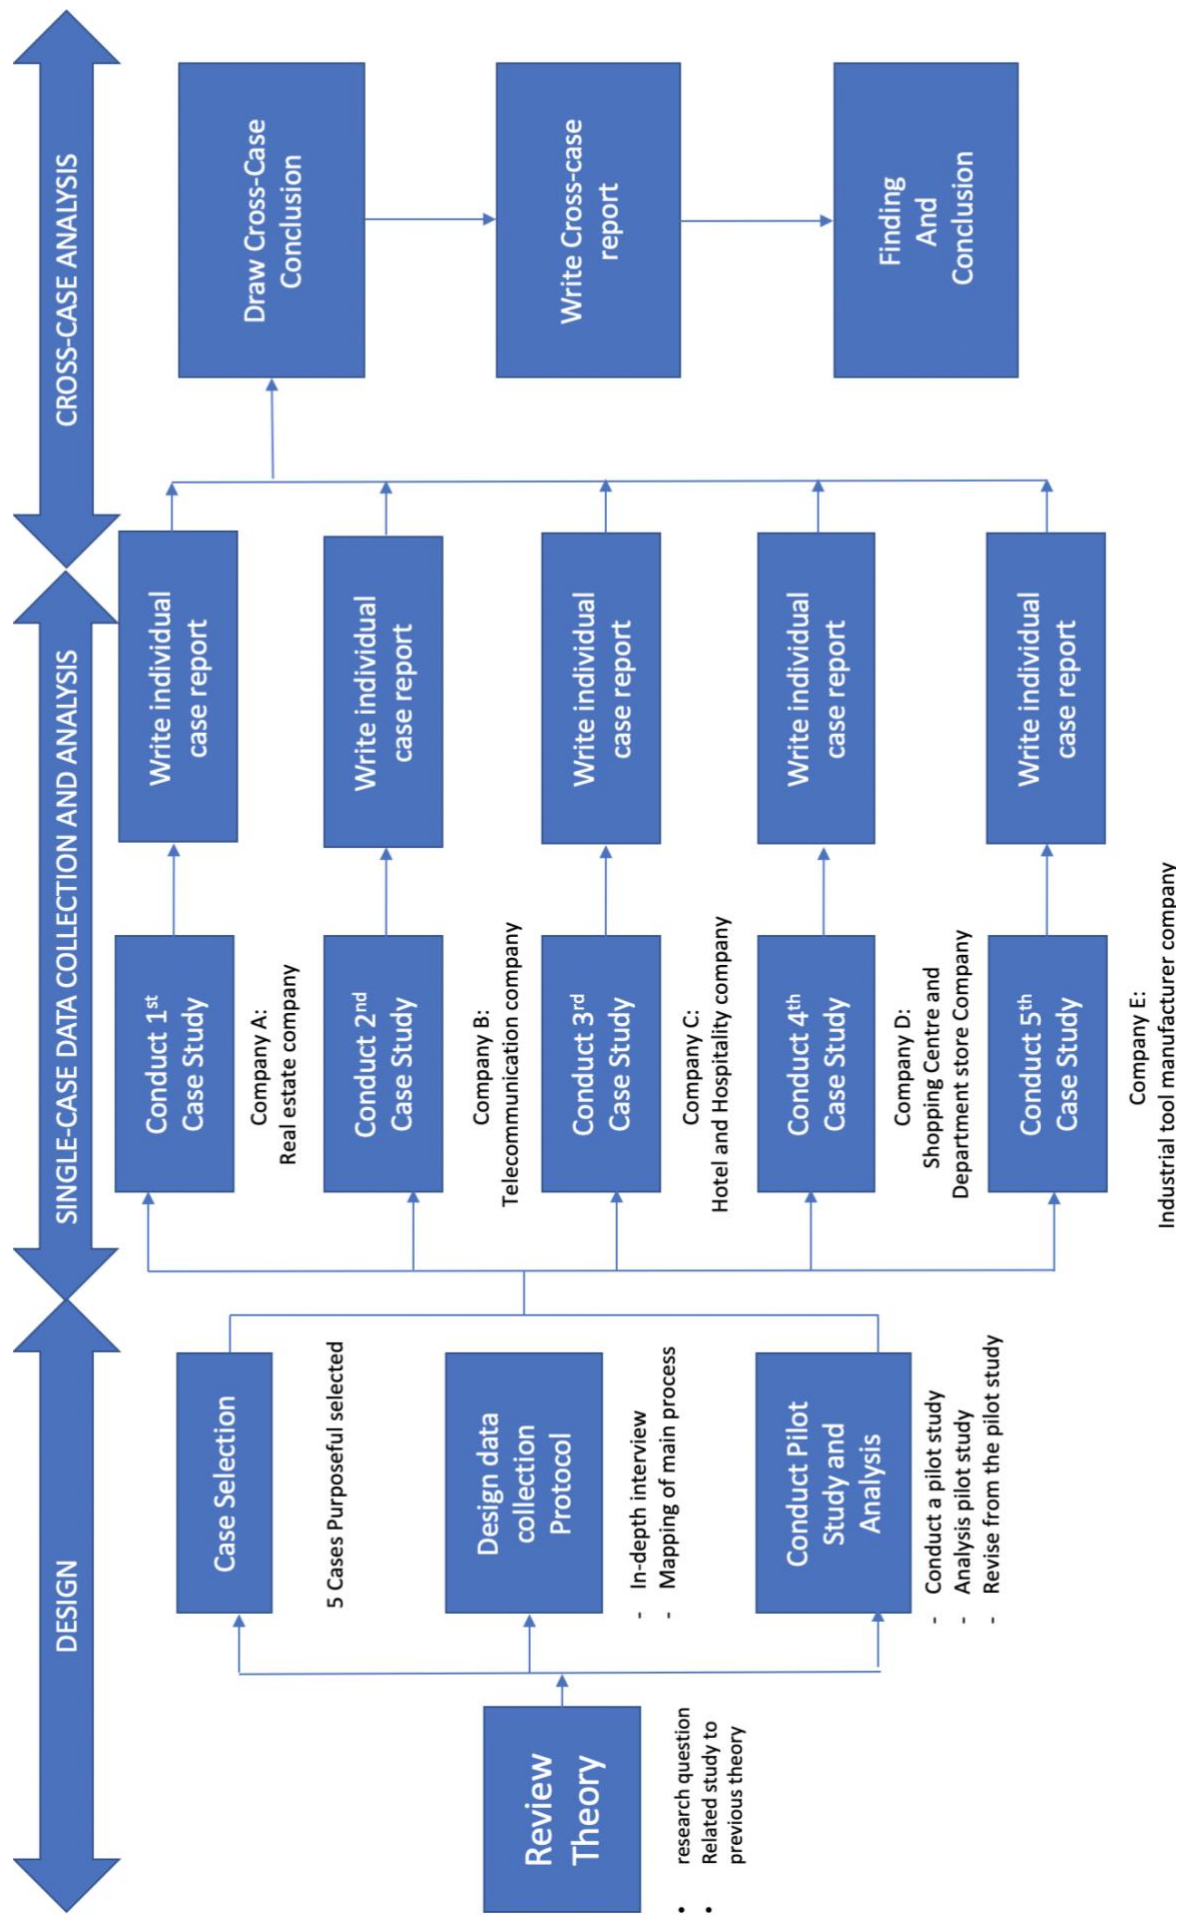 DESIGN
SINGLE-CASE DATA COLLECTION AND ANALYSIS
CROSS-CASE ANALYSIS
Review
Theory
• research question
• Related study to
previous theory
Case Selection
5 Cases Purposeful selected
Design data
collection
Protocol
- In-depth interview
- Mapping of main process
Conduct Pilot
Study and
Analysis
- Conduct a pilot study
- Analysis pilot study
- Revise from the pilot study
Conduct 1st
Case Study
Company A:
Real estate company
Conduct 2nd
Case Study
Company B:
Telecommunication company
Conduct 3rd
Case Study
Company C:
Hotel and Hospitality company
Conduct 4th
Case Study
Company D:
Shopping Centre and
Department store Company
Conduct 5th
Case Study
Company E:
Industrial tool manufacturer company
Write individual
case report
Write individual
case report
Write individual
case report
Write individual
case report
Write individual
case report
Draw Cross-Case
Conclusion
Write Cross-case
report
Finding
And
Conclusion